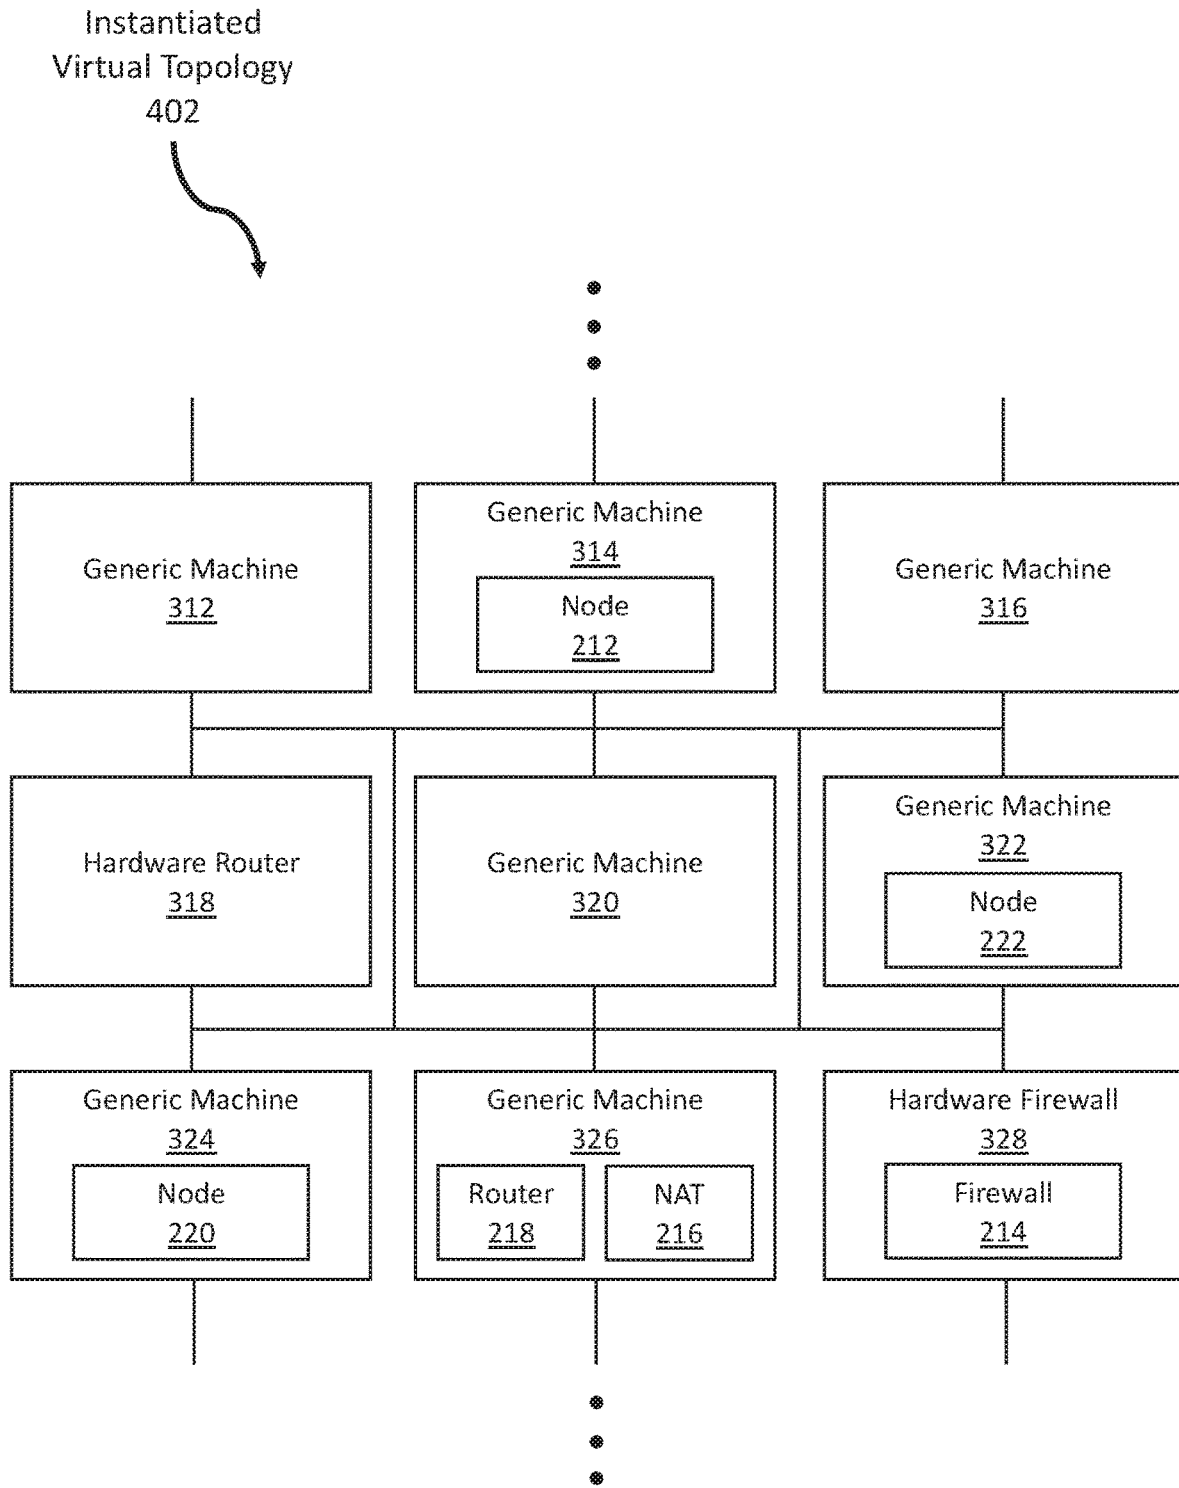 Instantiated
Virtual Topology
402
Generic Machine
312
Generic Machine
314
Node
212
Generic Machine
316
Hardware Router
318
Generic Machine
320
Generic Machine
322
Node
222
Generic Machine
324
Node
220
Generic Machine
326
Router
218
NAT
216
Hardware Firewall
328
Firewall
214